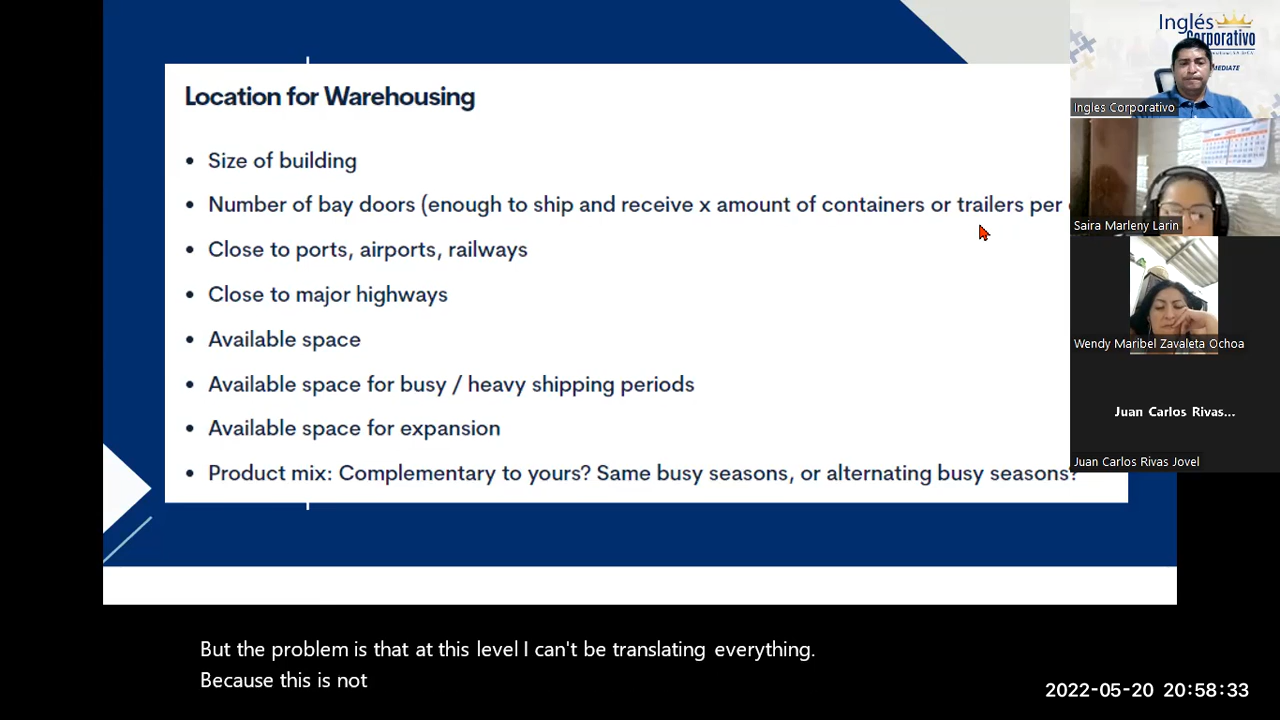 Location for Warehousing
• Size of building
• Number of bay doors (enough to ship and receive x amount of containers or trailers per
• Close to ports, airports, railways
• Close to major highways
• Available space
• Available space for busy / heavy shipping periods
• Available space for expansion
• Product mix: Complementary to yours? Same busy seasons, or alternating busy seasons?
Inglés
Corporativo
MEDIATE
Ingles Corporativo
Saira Marleny Larin
Wendy Maribel Zavaleta Ochoa
Juan Carlos Rivas...
Juan Carlos Rivas Jovel
But the problem is that at this level I can't be translating everything.
Because this is not
2022-05-20 20:58:33